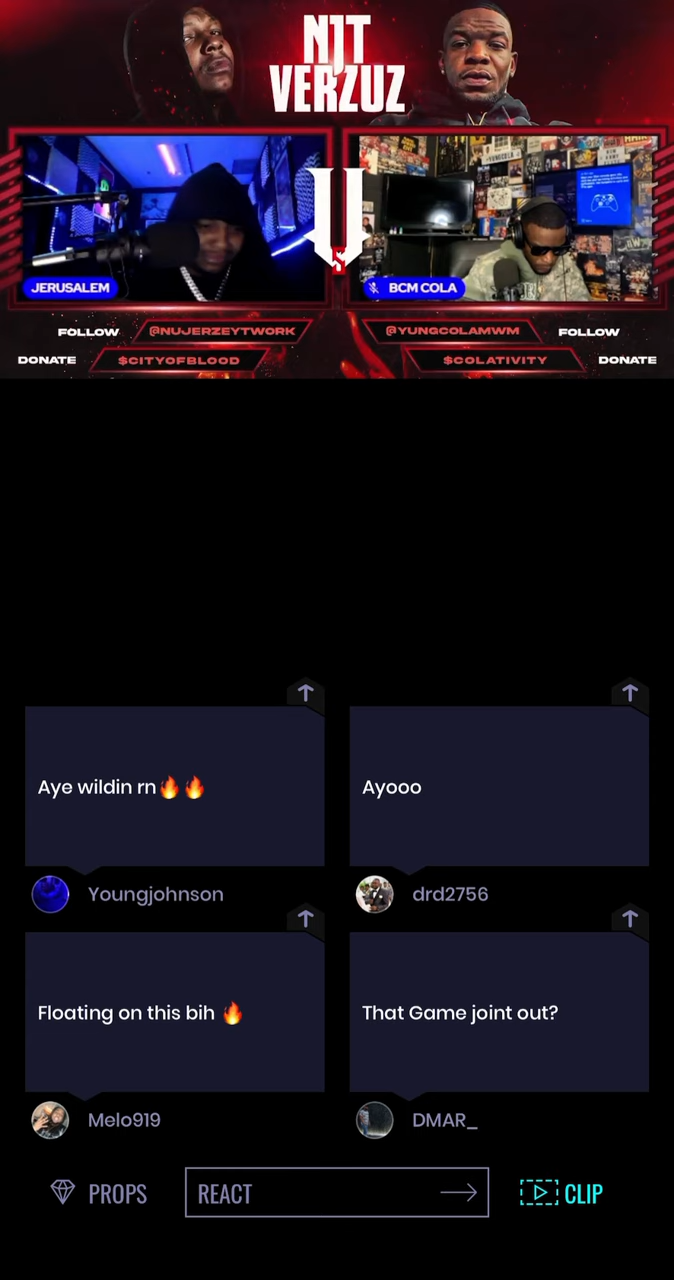 NJT
VERZUZ
JERUSALEM
BCM COLA
FOLLOW
@NUJERZEYTWORK
@YUNGCOLAMWM
FOLLOW
DONATE
$CITYOFBLOOD
$COLATIVITY
DONATE
Aye wildin rn🔥🔥
Ayooo
Youngjohnson
drd2756
Floating on this bih 🔥
That Game joint out?
Melo919
DMAR_
PROPS
REACT
CLIP